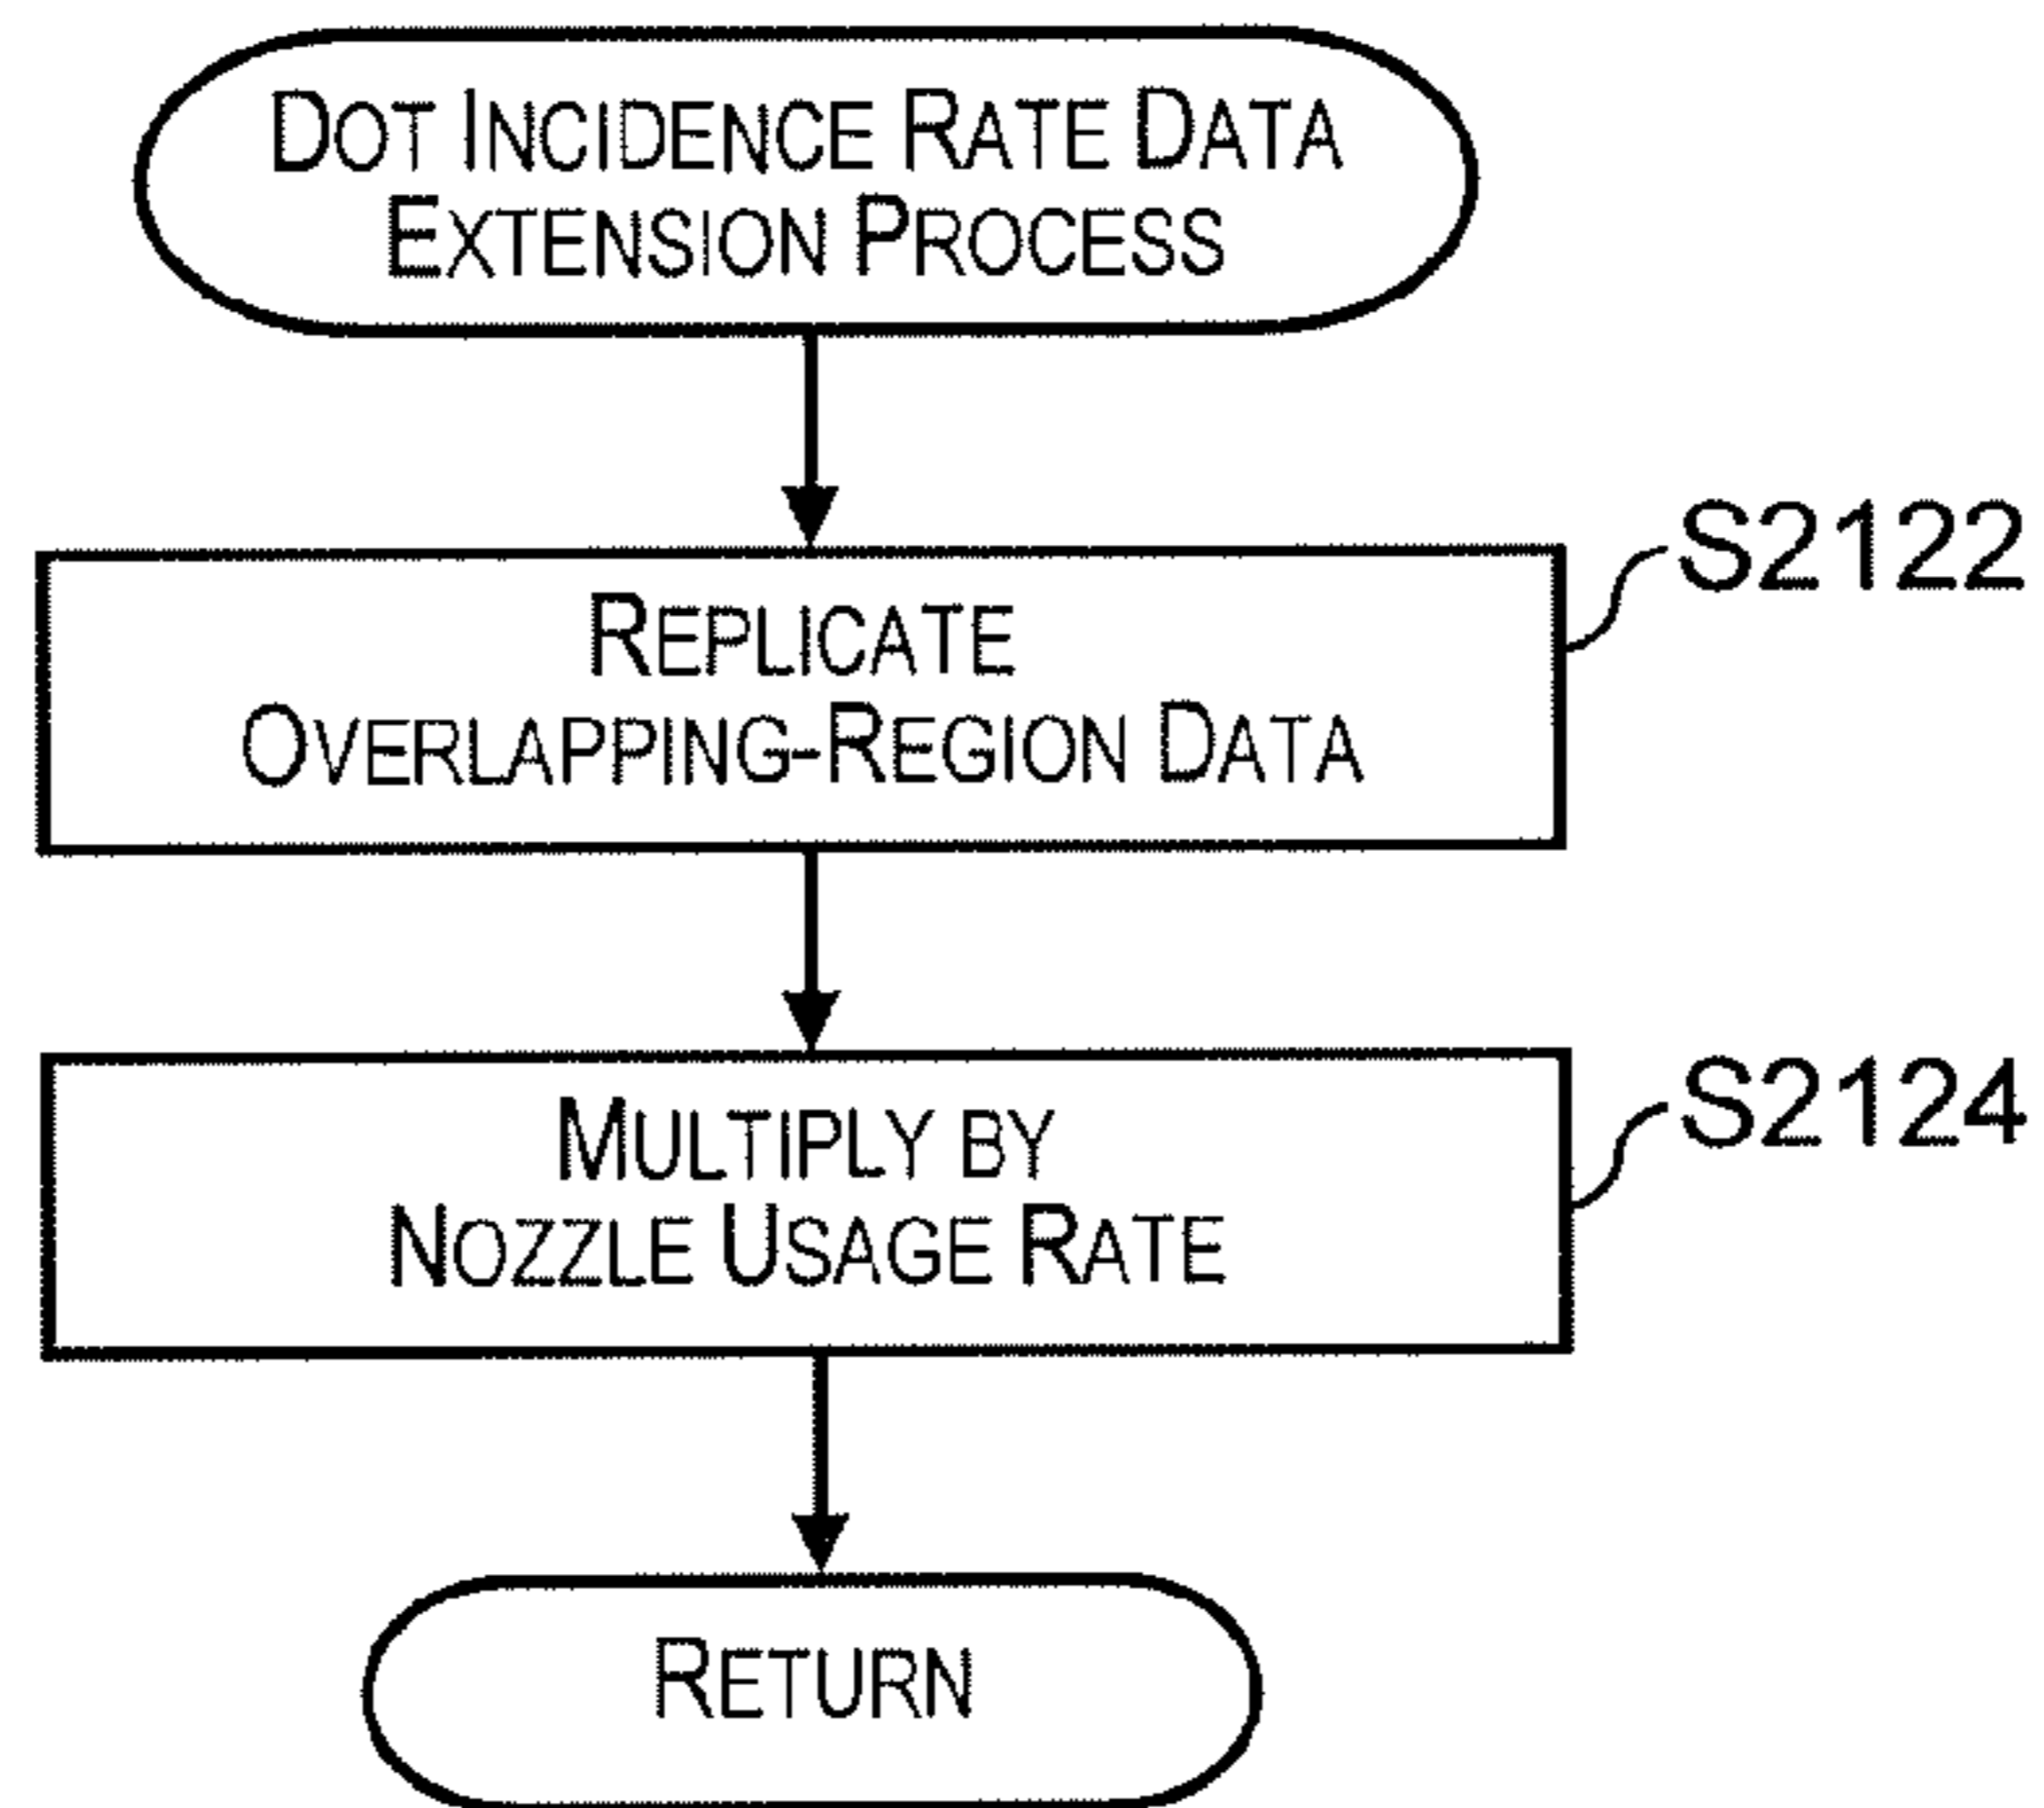 DOT INCIDENCE RATE DATA
EXTENSION PROCESS
S2122
REPLICATE
OVERLAPPING-REGION DATA
S2124
MULTIPLY BY
NOZZLE USAGE RATE
RETURN